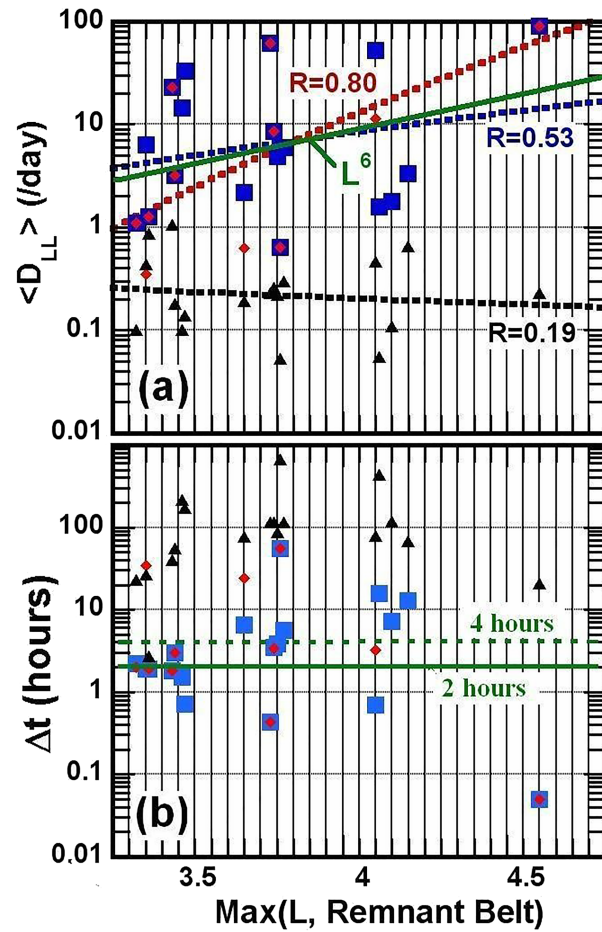 100
10
1
0.1
0.01
<D_LL> (/day)
R=0.80
R=0.53
L^6
R=0.19
(a)
100
10
1
0.1
0.01
Δt (hours)
4 hours
2 hours
(b)
3.5 4 4.5
Max(L, Remnant Belt)